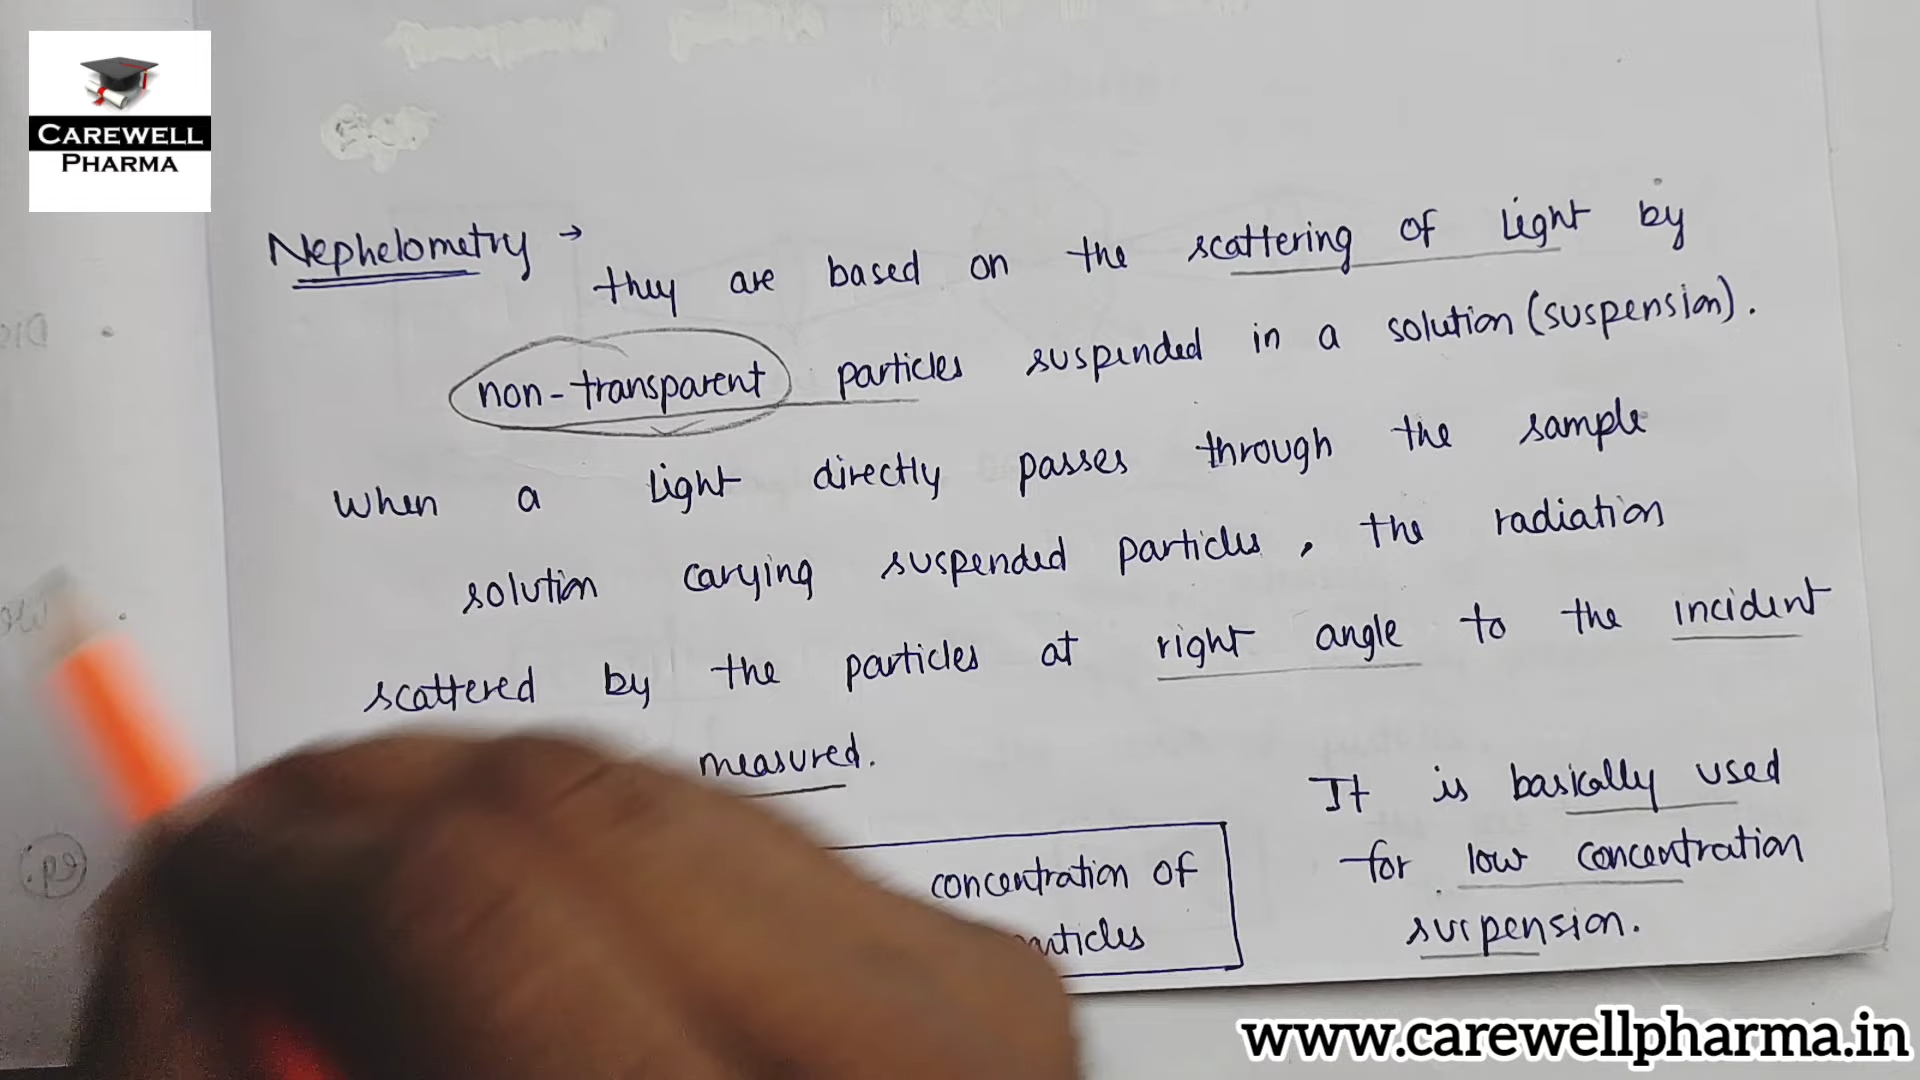 CAREWELL
PHARMA
Nephelometry → they are based on the scattering of light by
non-transparent particles suspended in a solution (suspension).
When a light directly passes through the sample
solution carying suspended particles, the radiation
scattered by the particles at right angle to the incident
measured.
It is basically used
for low concentration
suspension.
concentration of
articles
www.carewellpharma.in